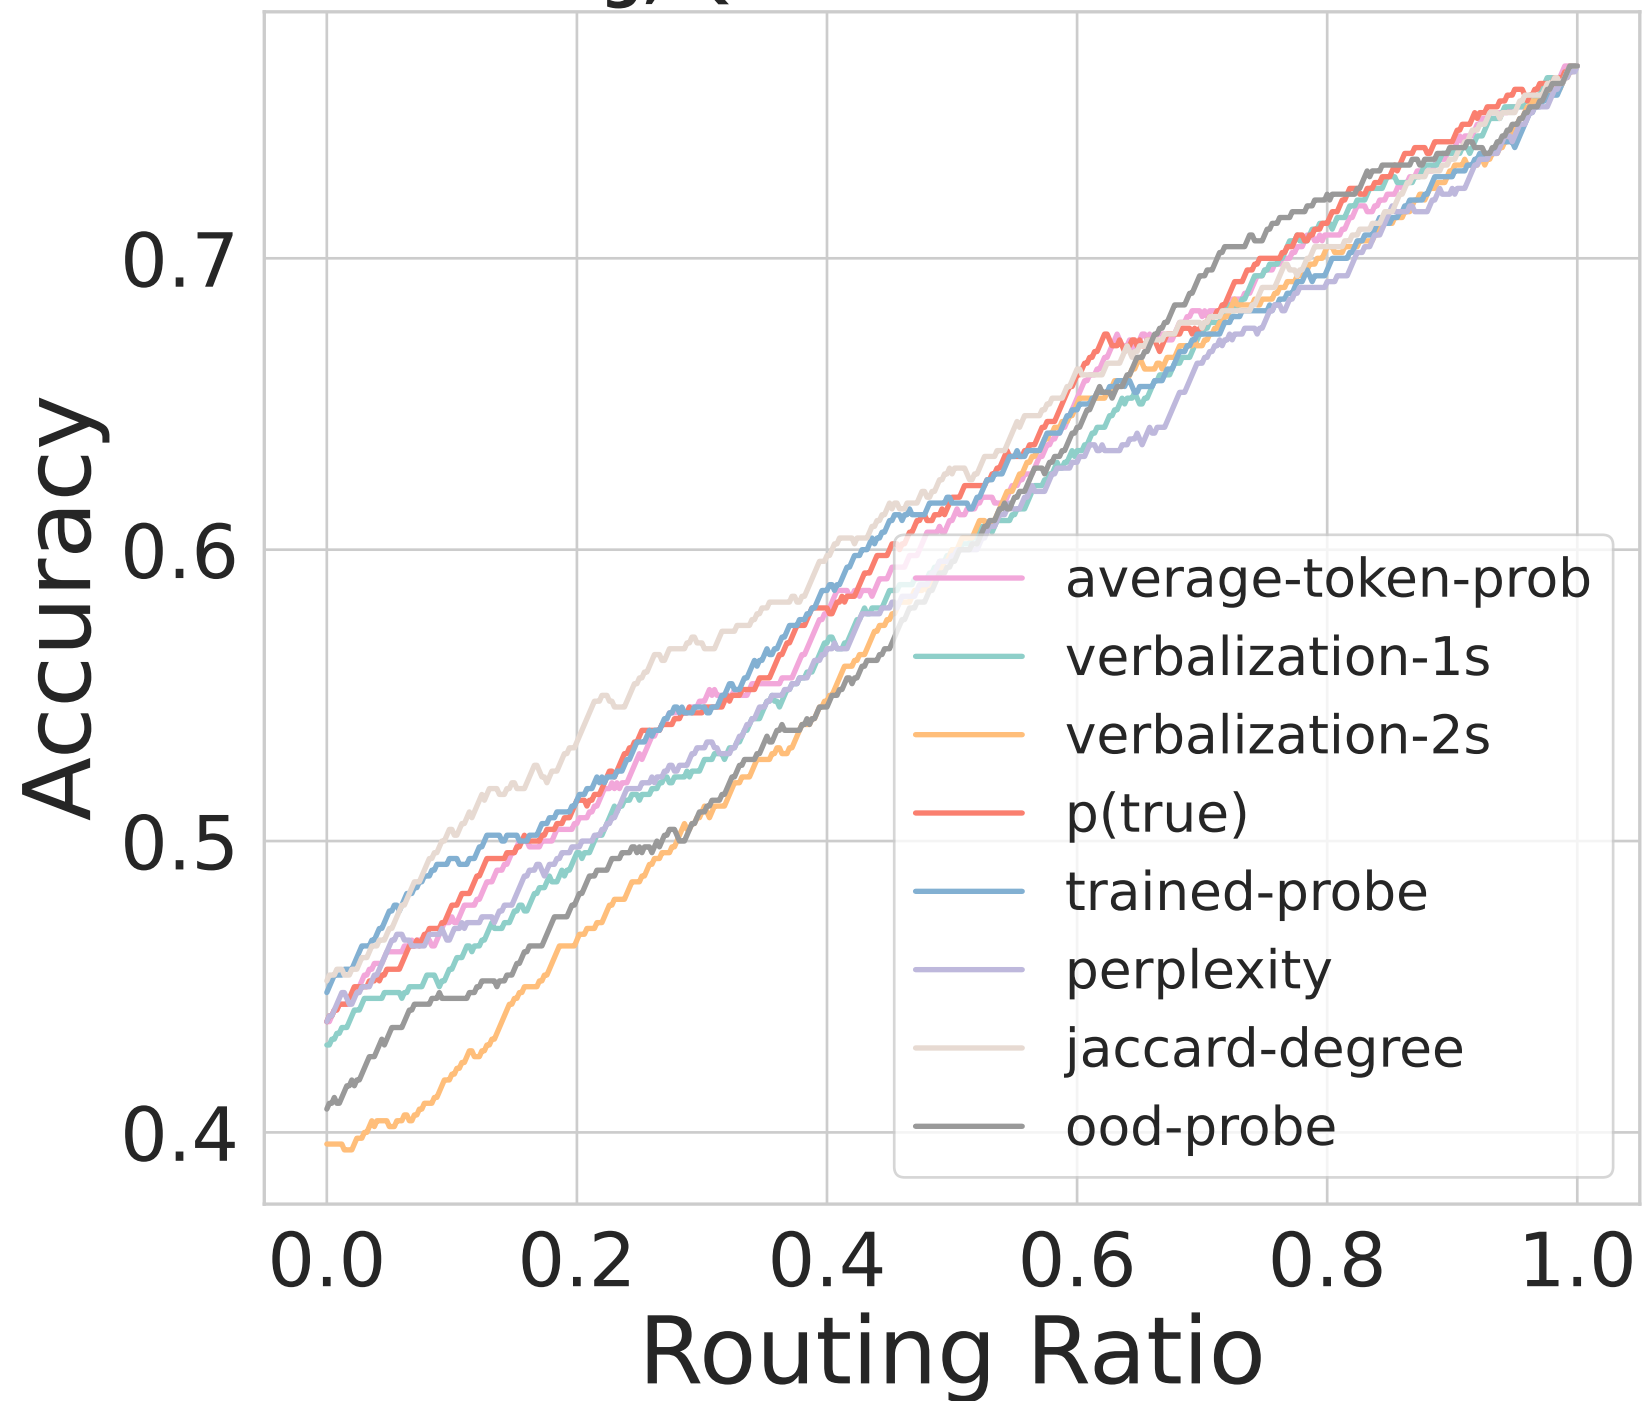 Accuracy
0.7
0.6
0.5
0.4
average-token-prob
verbalization-1s
verbalization-2s
p(true)
trained-probe
perplexity
jaccard-degree
ood-probe
0.0 0.2 0.4 0.6 0.8 1.0
Routing Ratio